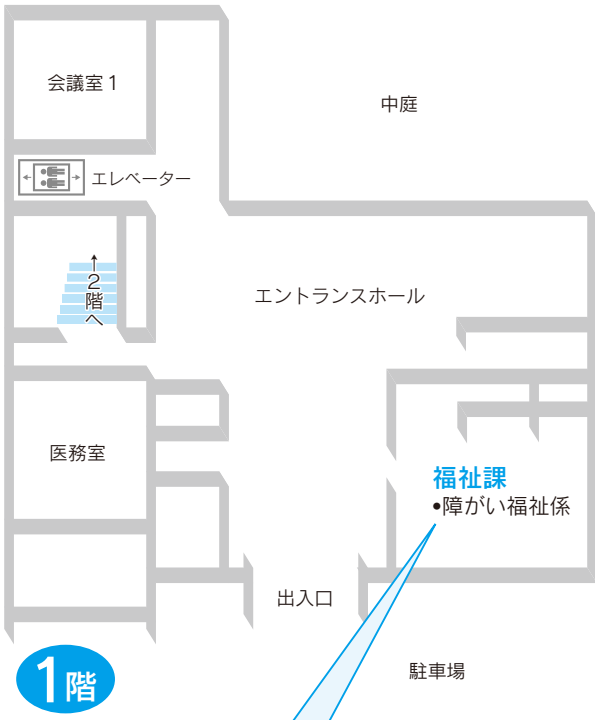 会議室1
中庭
エレベーター
↑2階へ
エントランスホール
医務室
福祉課
•障がい福祉係
出入口
1階
駐車場